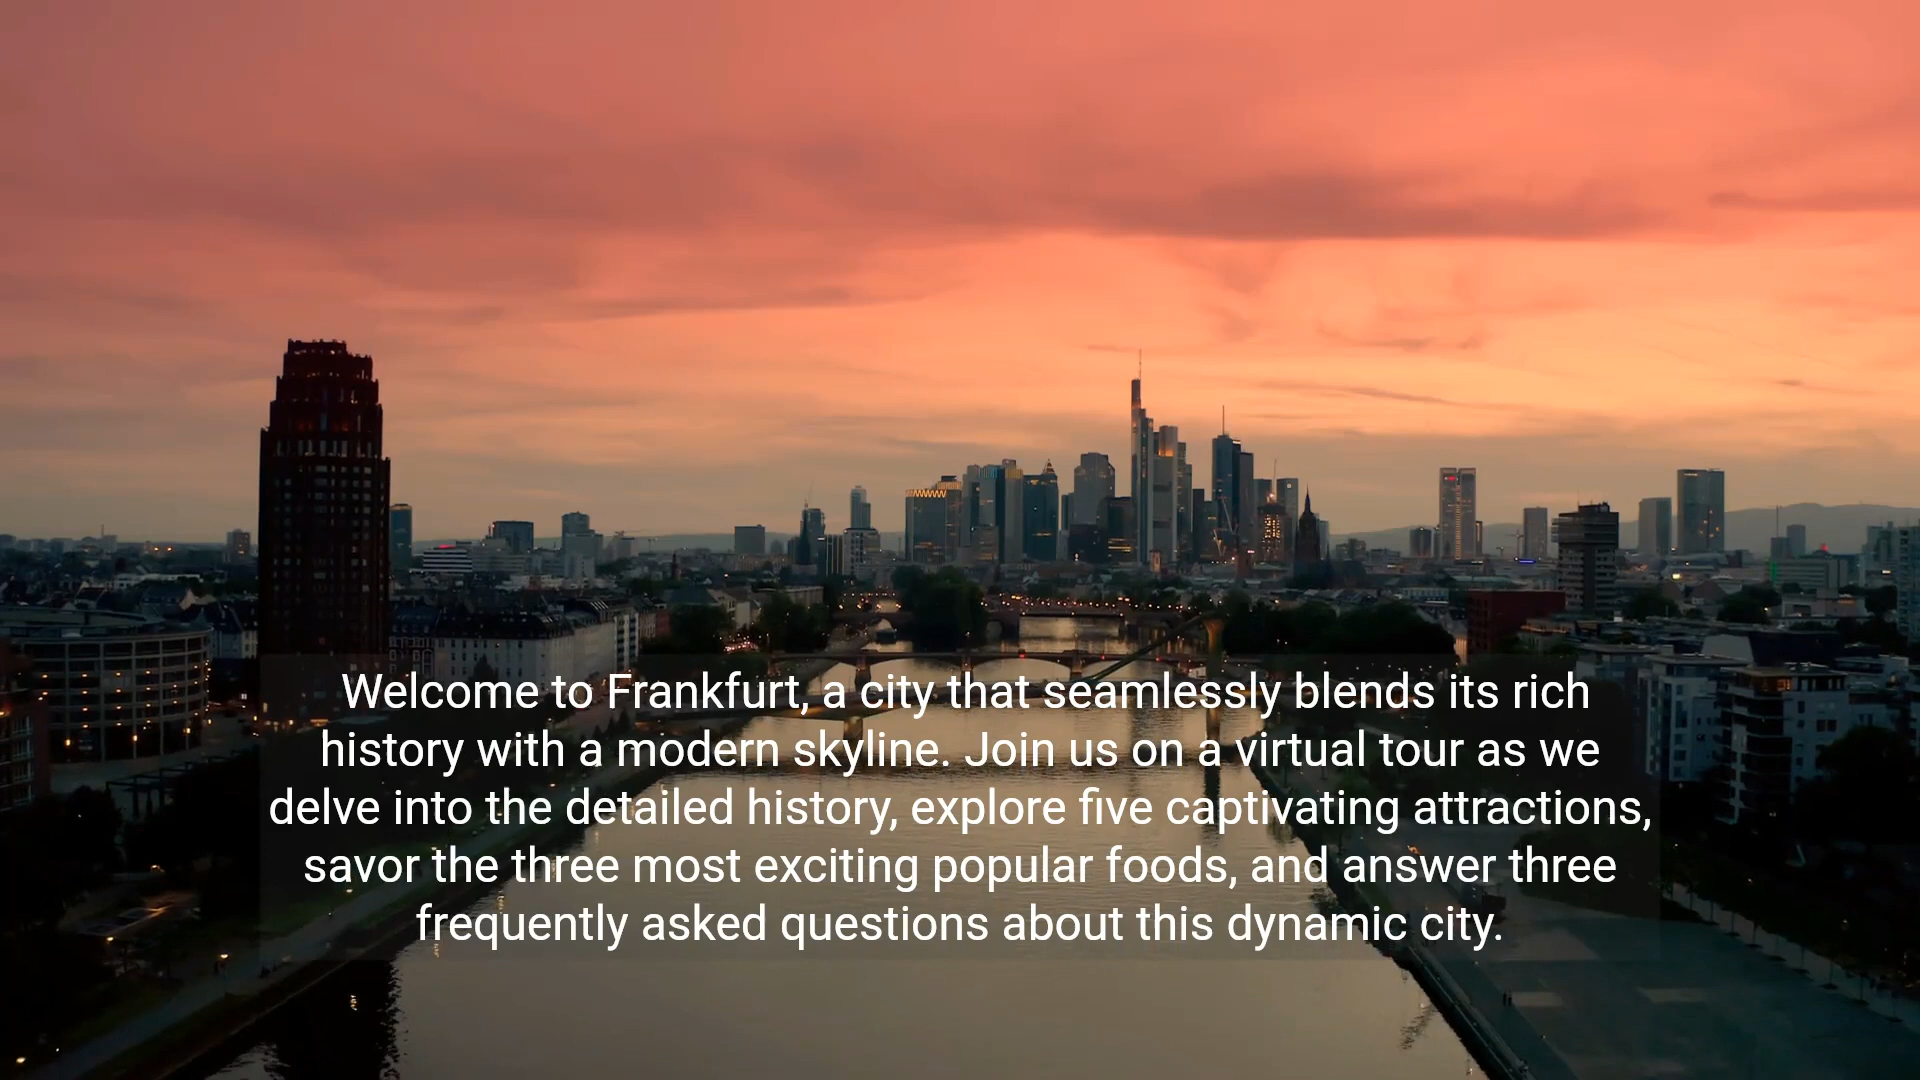 Welcome to Frankfurt, a city that seamlessly blends its rich
history with a modern skyline. Join us on a virtual tour as we
delve into the detailed history, explore five captivating attractions,
savor the three most exciting popular foods, and answer three
frequently asked questions about this dynamic city.